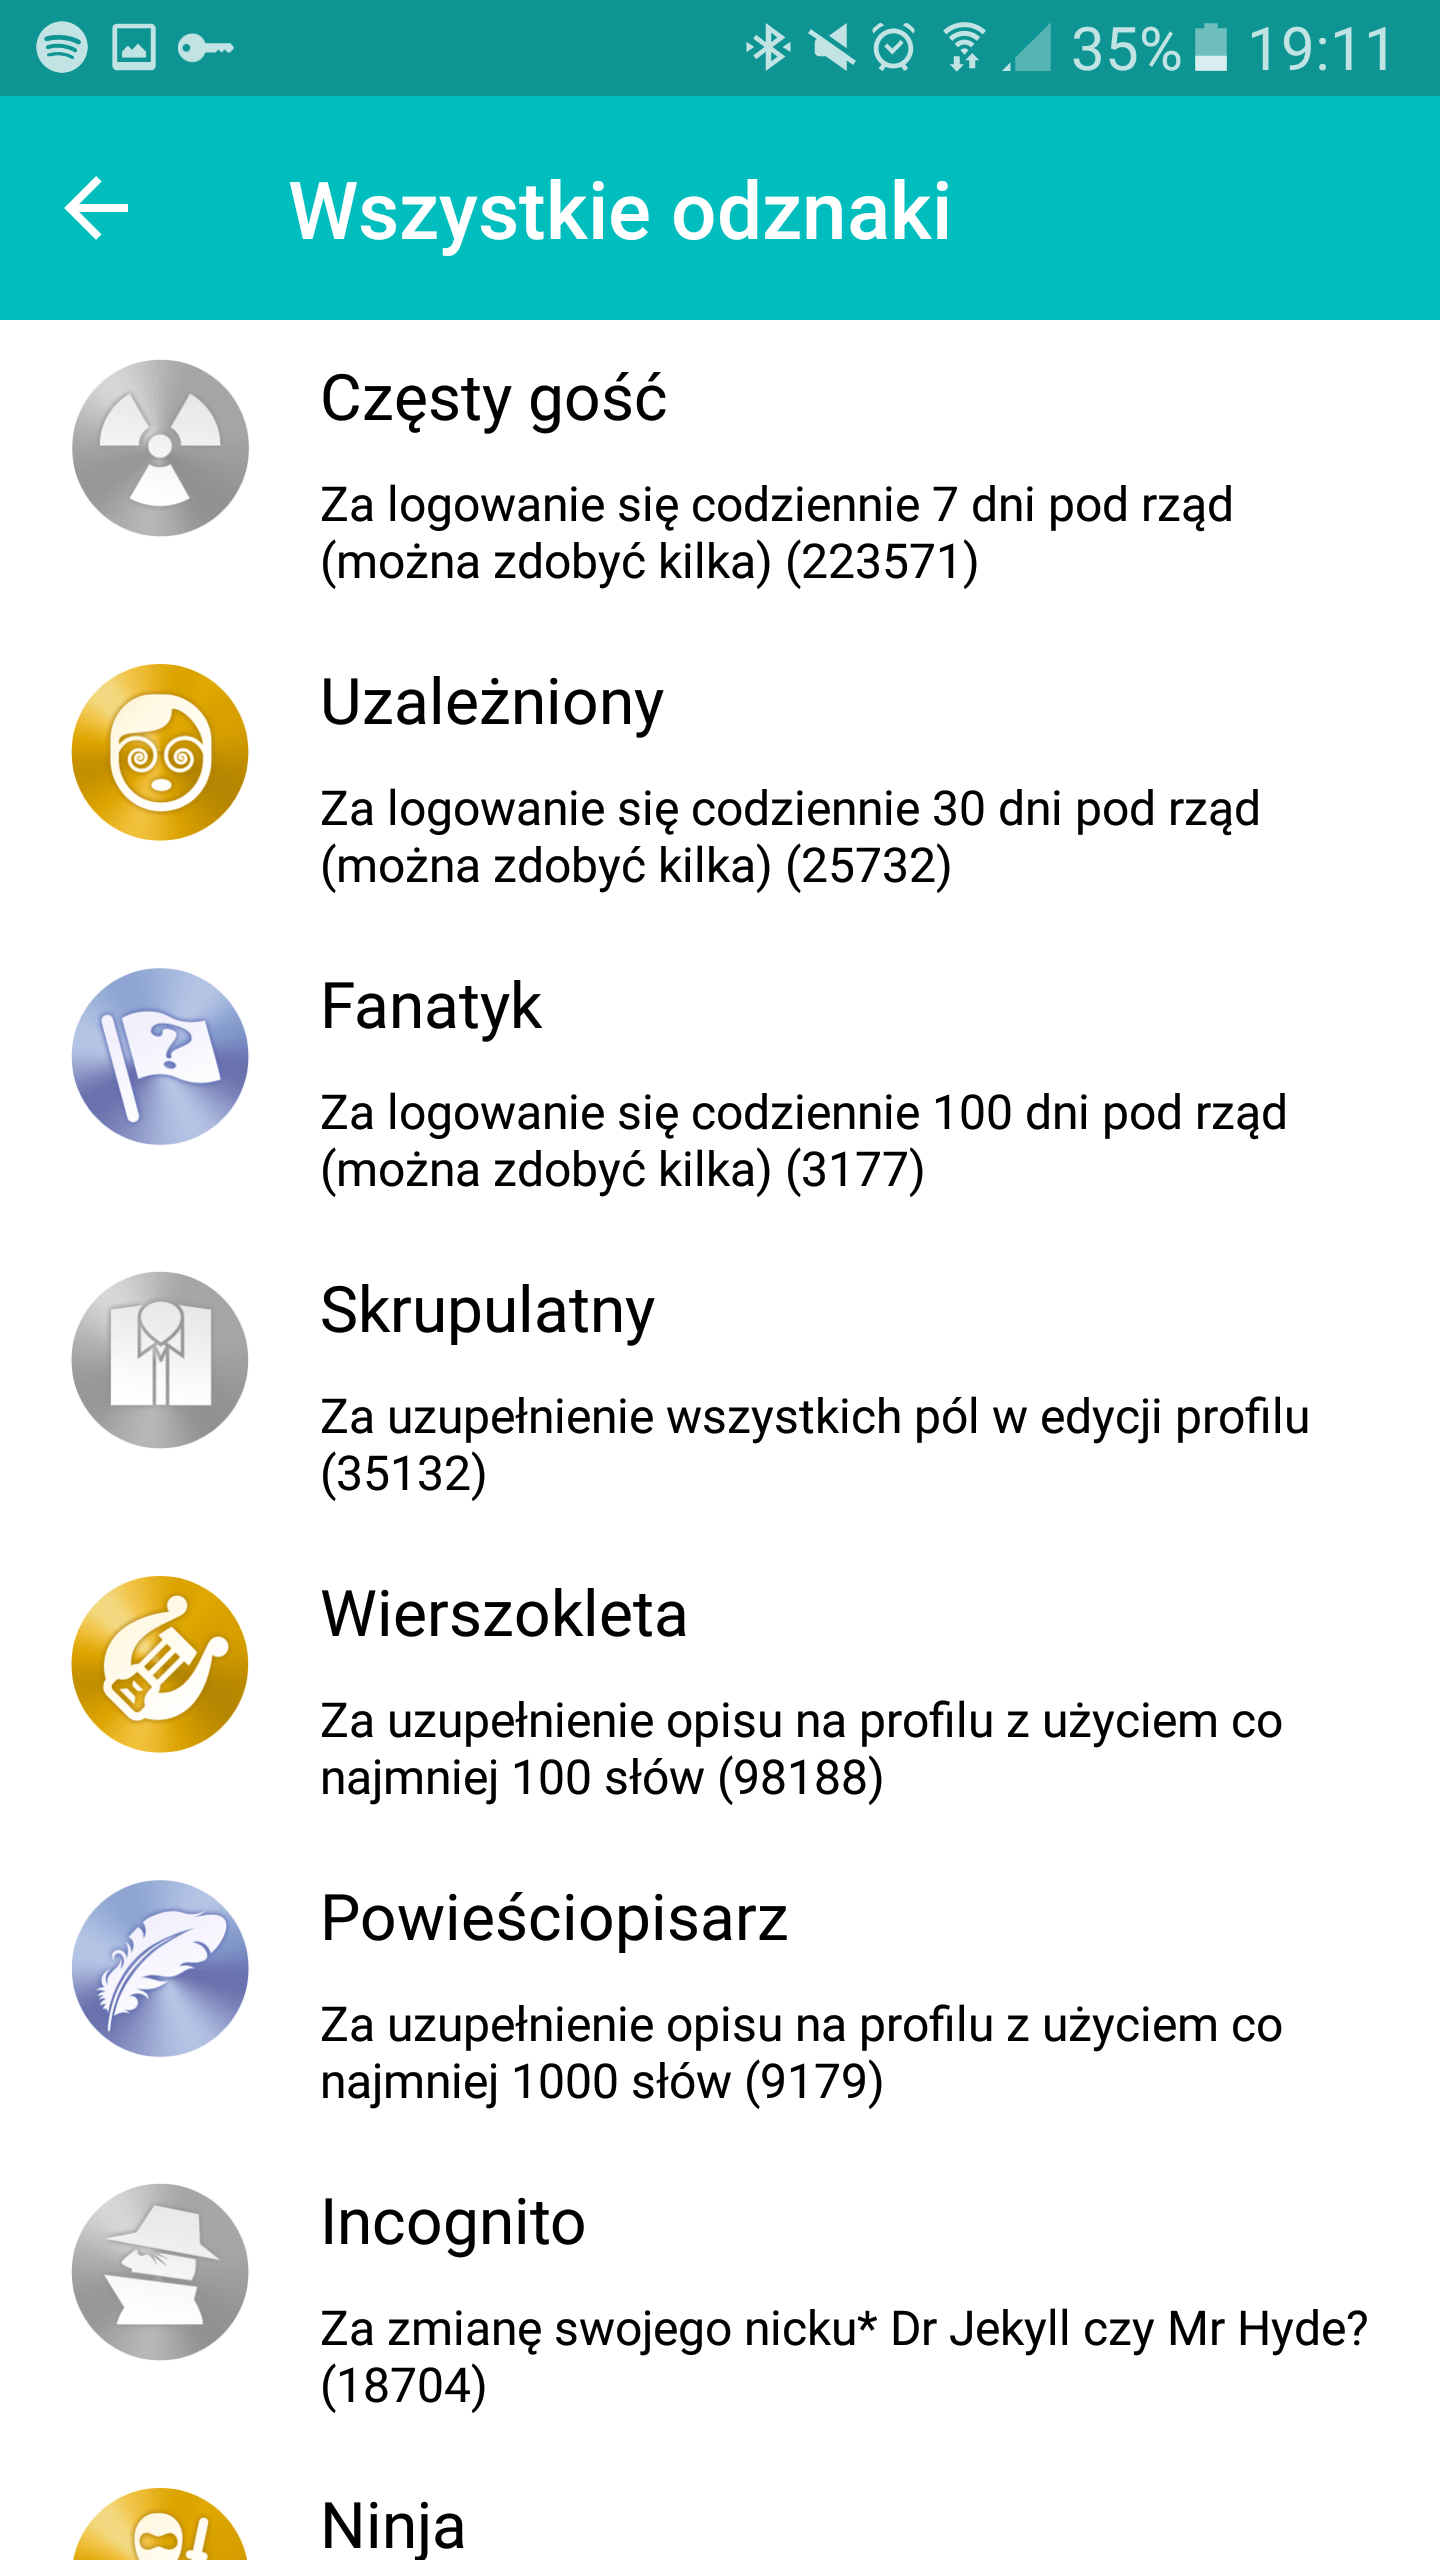 35% 19:11
Wszystkie odznaki
Częsty gość
Za logowanie się codziennie 7 dni pod rząd
(można zdobyć kilka) (223571)
Uzależniony
Za logowanie się codziennie 30 dni pod rząd
(można zdobyć kilka) (25732)
Fanatyk
Za logowanie się codziennie 100 dni pod rząd
(można zdobyć kilka) (3177)
Skrupulatny
Za uzupełnienie wszystkich pól w edycji profilu
(35132)
Wierszokleta
Za uzupełnienie opisu na profilu z użyciem co
najmniej 100 słów (98188)
Powieściopisarz
Za uzupełnienie opisu na profilu z użyciem co
najmniej 1000 słów (9179)
Incognito
Za zmianę swojego nicku* Dr Jekyll czy Mr Hyde?
(18704)
Ninja